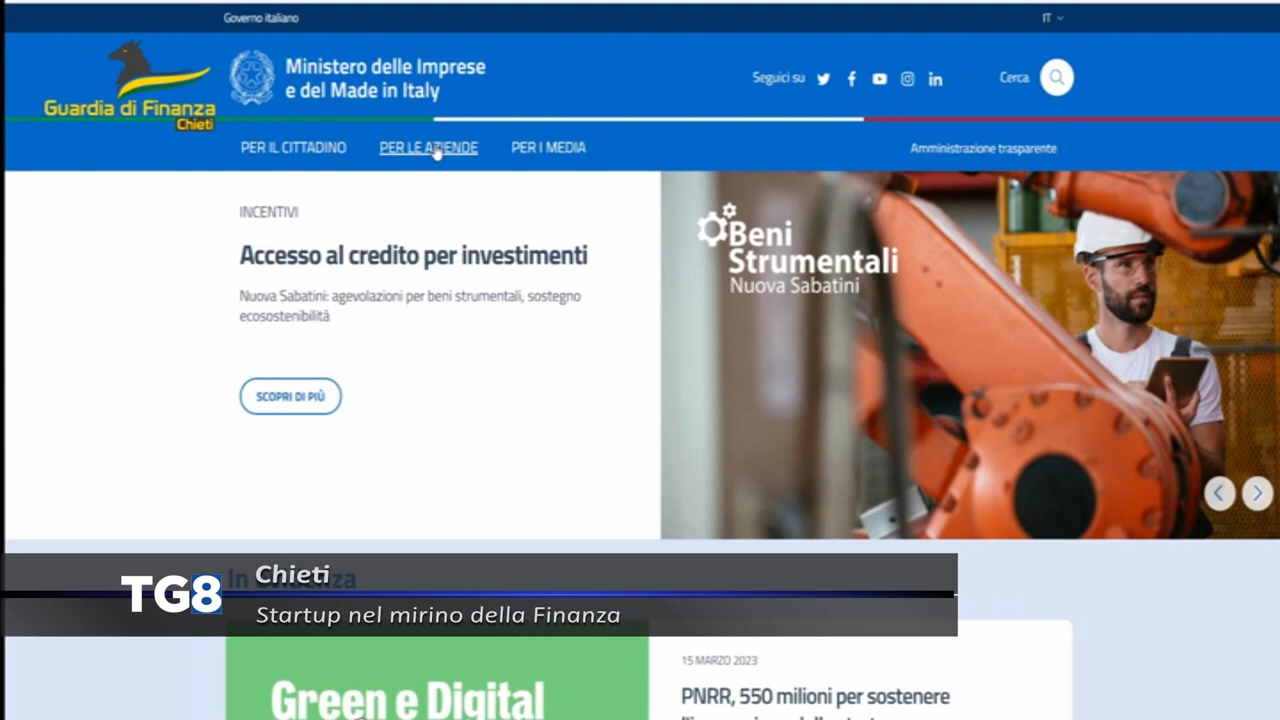 Governo italiano
IT
Guardia di Finanza
Chieti
Ministero delle Imprese
e del Made in Italy
Seguici su
Cerca
PER IL CITTADINO
PER LE AZIENDE
PER I MEDIA
Amministrazione trasparente
INCENTIVI
Accesso al credito per investimenti
Nuova Sabatini: agevolazioni per beni strumentali, sostegno
ecosostenibilità
SCOPRI DI PIÙ
Beni
Strumentali
Nuova Sabatini
In
TG8
Chieti
Startup nel mirino della Finanza
Green e Digital
15 MARZO 2023
PNRR, 550 milioni per sostenere